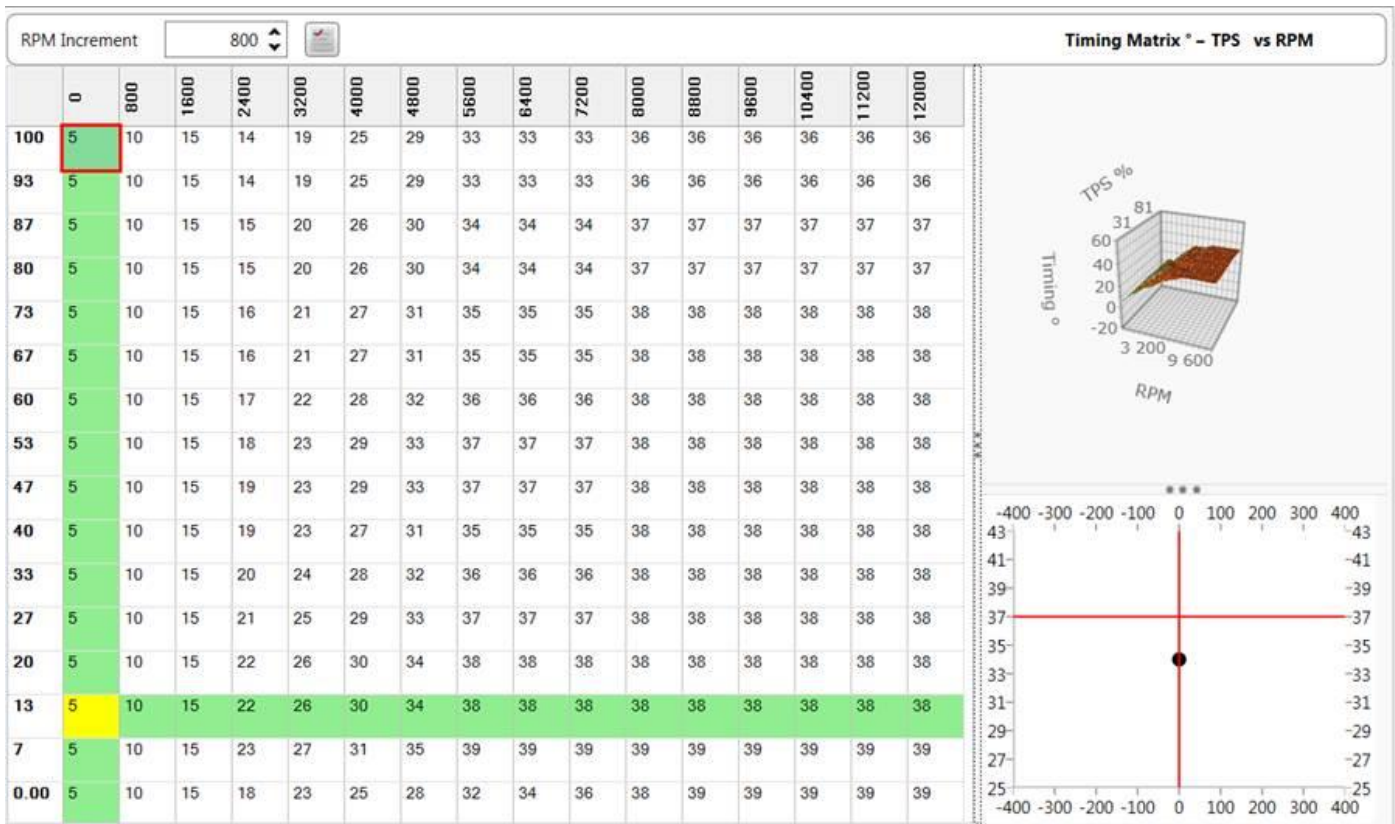 RPM Increment 800 Timing Matrix ° – TPS vs RPM
0 800 1600 2400 3200 4000 4800 5600 6400 7200 8000 8800 9600 10400 11200 12000
100 5 10 15 14 19 25 29 33 33 33 36 36 36 36 36 36
93 5 10 15 14 19 25 29 33 33 33 36 36 36 36 36 36
87 5 10 15 15 20 26 30 34 34 34 37 37 37 37 37 37
80 5 10 15 15 20 26 30 34 34 34 37 37 37 37 37 37
73 5 10 15 16 21 27 31 35 35 35 38 38 38 38 38 38
67 5 10 15 16 21 27 31 35 35 35 38 38 38 38 38 38
60 5 10 15 17 22 28 32 36 36 36 38 38 38 38 38 38
53 5 10 15 18 23 29 33 37 37 37 38 38 38 38 38 38
47 5 10 15 19 23 29 33 37 37 37 38 38 38 38 38 38
40 5 10 15 19 23 27 31 35 35 35 38 38 38 38 38 38
33 5 10 15 20 24 28 32 36 36 36 38 38 38 38 38 38
27 5 10 15 21 25 29 33 37 37 37 38 38 38 38 38 38
20 5 10 15 22 26 30 34 38 38 38 38 38 38 38 38 38
13 5 10 15 22 26 30 34 38 38 38 38 38 38 38 38 38
7 5 10 15 23 27 31 35 39 39 39 39 39 39 39 39 39
0.00 5 10 15 18 23 25 28 32 34 36 38 39 39 39 39 39
TPS %
81
31
60
40
20
0
-20
Timing °
3 200
9 600
RPM
-400 -300 -200 -100 0 100 200 300 400
43 43
41 41
39 39
37 37
35 35
33 33
31 31
29 29
27 27
25 25
-400 -300 -200 -100 0 100 200 300 400